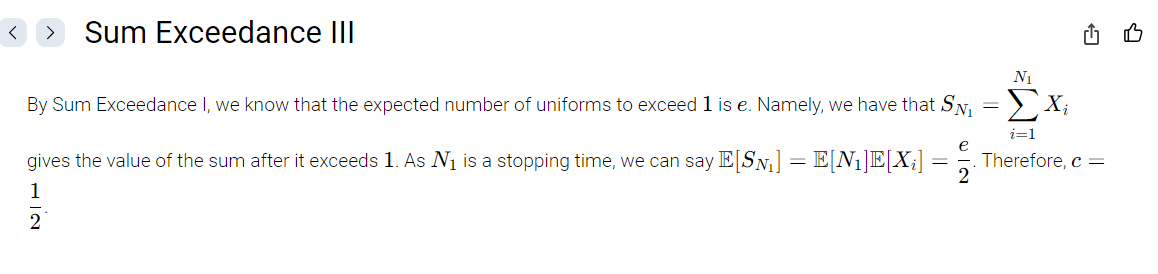 Sum Exceedance III
By Sum Exceedance I, we know that the expected number of uniforms to exceed 1 is e. Namely, we have that $S_{N_1} = \sum_{i=1}^{N_1} X_i$
gives the value of the sum after it exceeds 1. As $N_1$ is a stopping time, we can say $\mathbb{E}[S_{N_1}] = \mathbb{E}[N_1]\mathbb{E}[X_i] = \frac{e}{2}$. Therefore, $c =$
$\frac{1}{2}$.